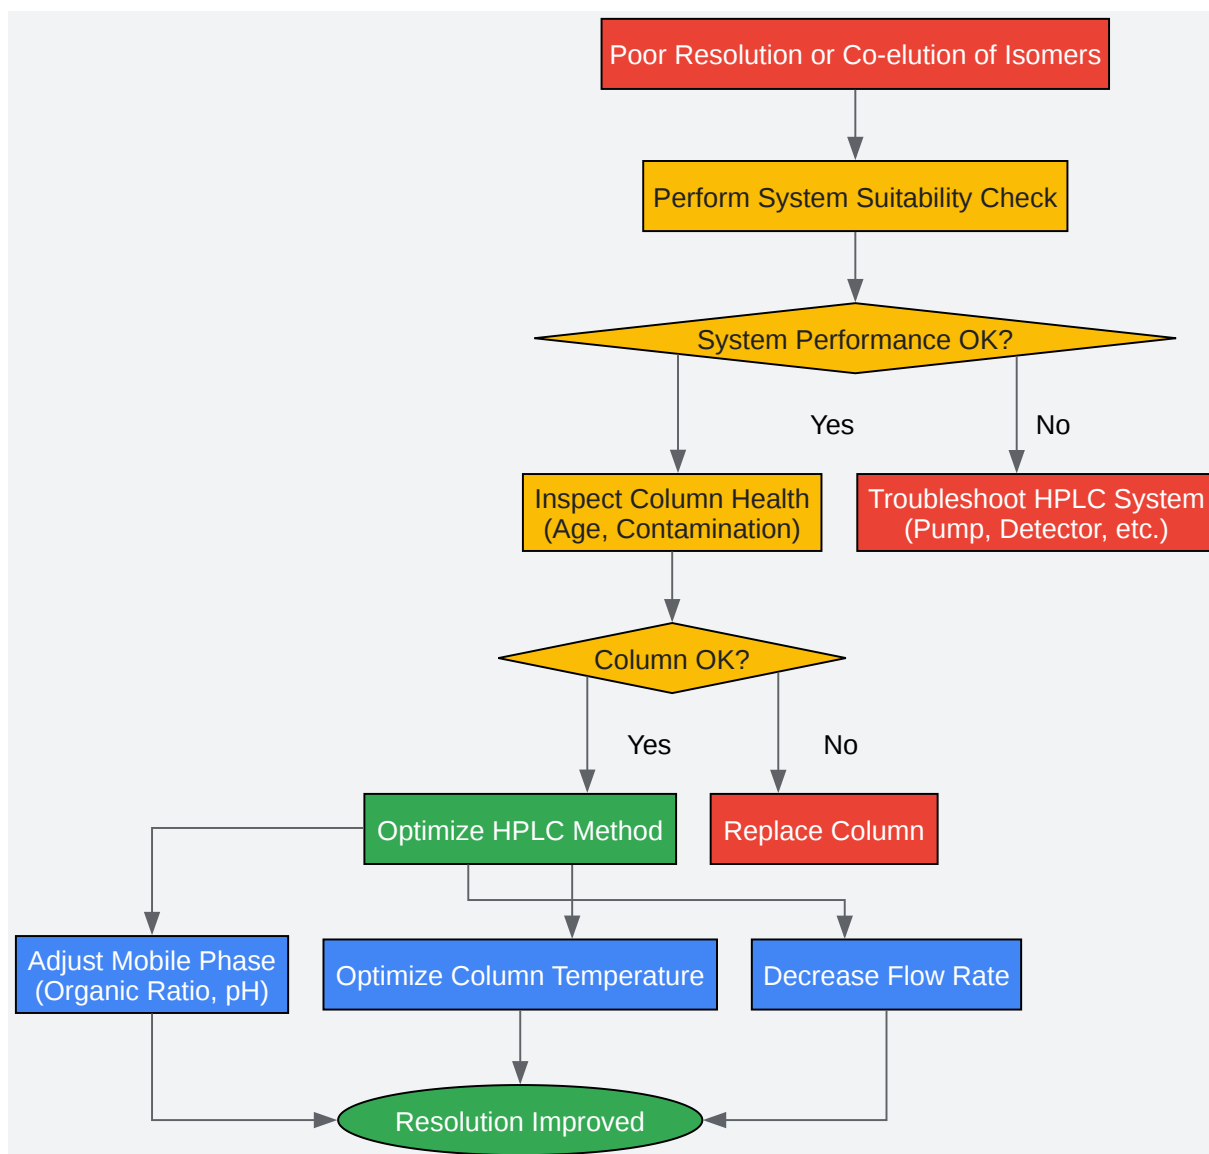 Poor Resolution or Co-elution of Isomers
Perform System Suitability Check
System Performance OK?
Yes
No
Inspect Column Health
(Age, Contamination)
Troubleshoot HPLC System
(Pump, Detector, etc.)
Column OK?
Yes
No
Optimize HPLC Method
Replace Column
Adjust Mobile Phase
(Organic Ratio, pH)
Optimize Column Temperature
Decrease Flow Rate
Resolution Improved